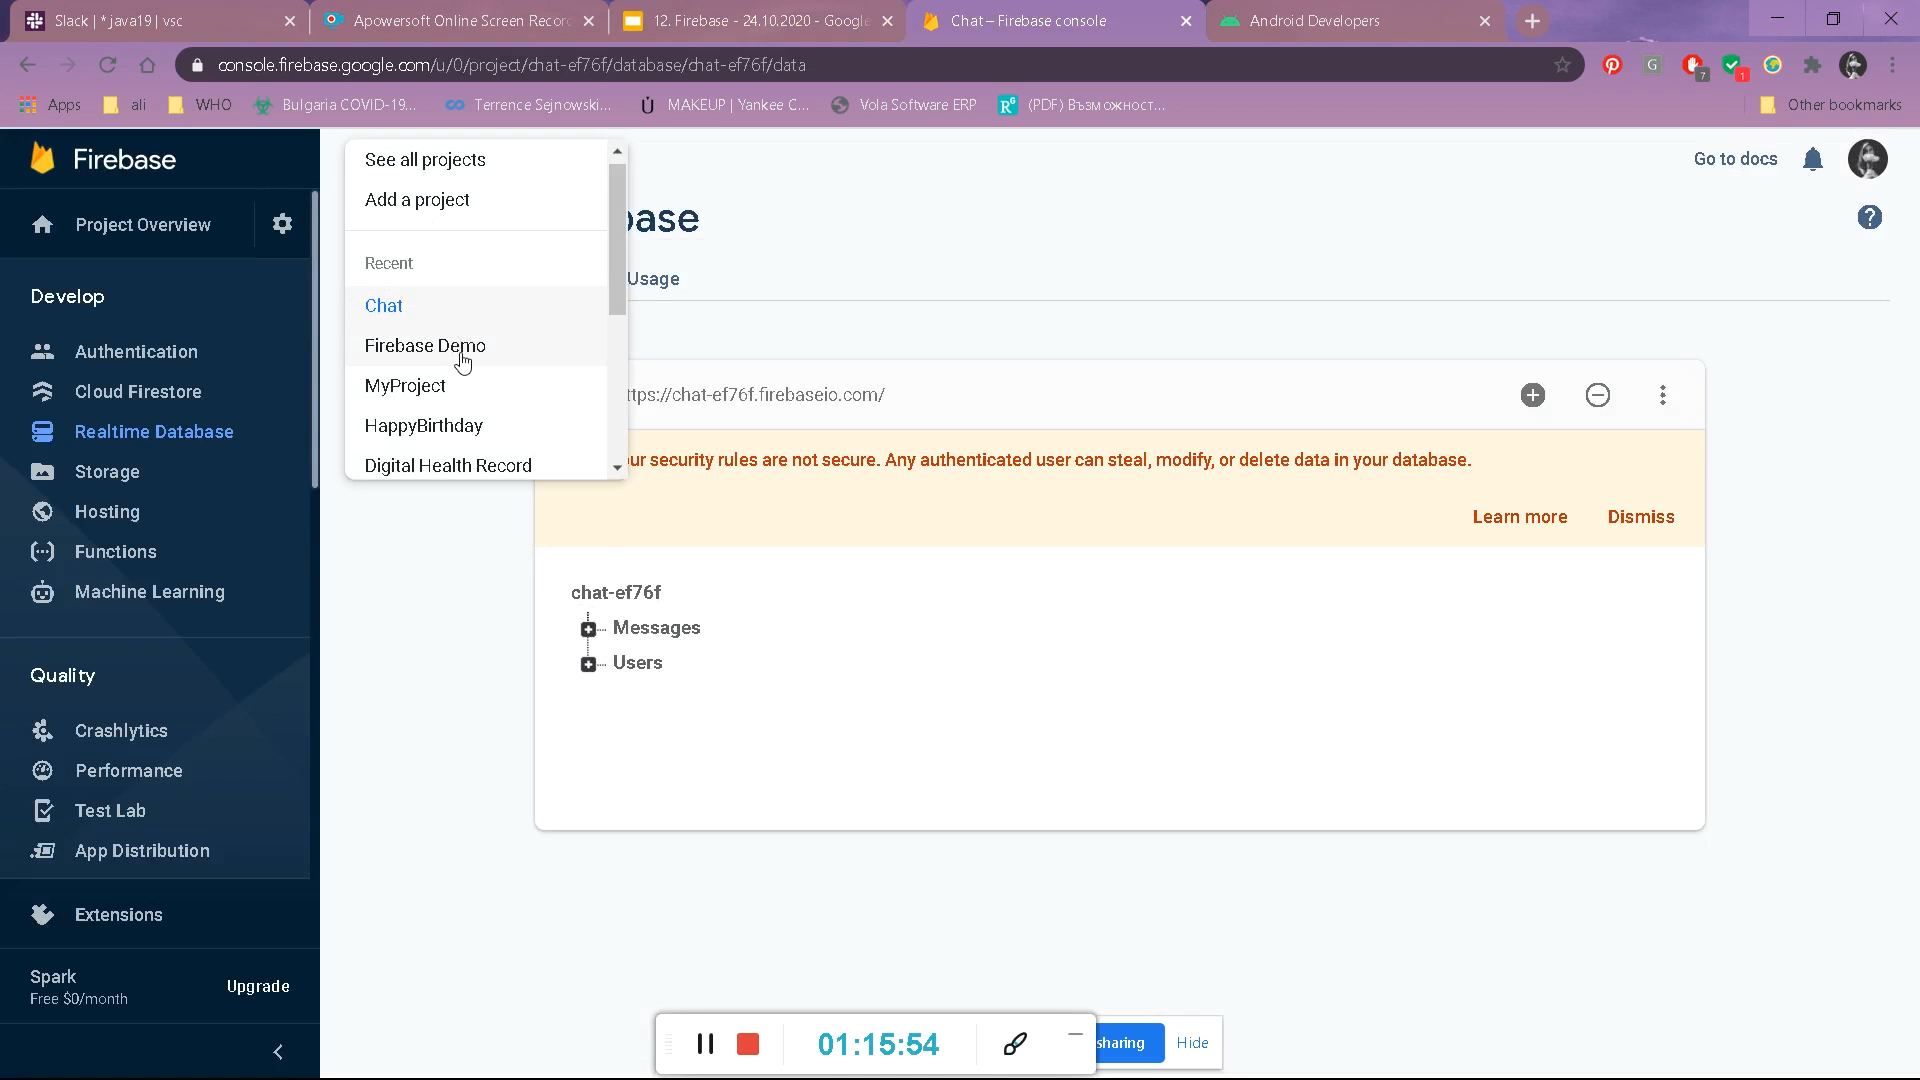 Slack | * java19 | vsc
Apowersoft Online Screen Record
12. Firebase - 24.10.2020 - Google
Chat – Firebase console
Android Developers
console.firebase.google.com/u/0/project/chat-ef76f/database/chat-ef76f/data
G
7
1
Apps
ali
WHO
Bulgaria COVID-19...
Terrence Sejnowski...
MAKEUP | Yankee C...
Vola Software ERP
(PDF) Възможност...
Other bookmarks
Firebase
Project Overview
Develop
Authentication
Cloud Firestore
Realtime Database
Storage
Hosting
Functions
Machine Learning
Quality
Crashlytics
Performance
Test Lab
App Distribution
Extensions
Spark
Free $0/month
Upgrade
See all projects
Add a project
Recent
Chat
Firebase Demo
MyProject
HappyBirthday
Digital Health Record
Go to docs
base
Usage
ttps://chat-ef76f.firebaseio.com/
ur security rules are not secure. Any authenticated user can steal, modify, or delete data in your database.
Learn more
Dismiss
chat-ef76f
Messages
Users
01:15:54
sharing
Hide